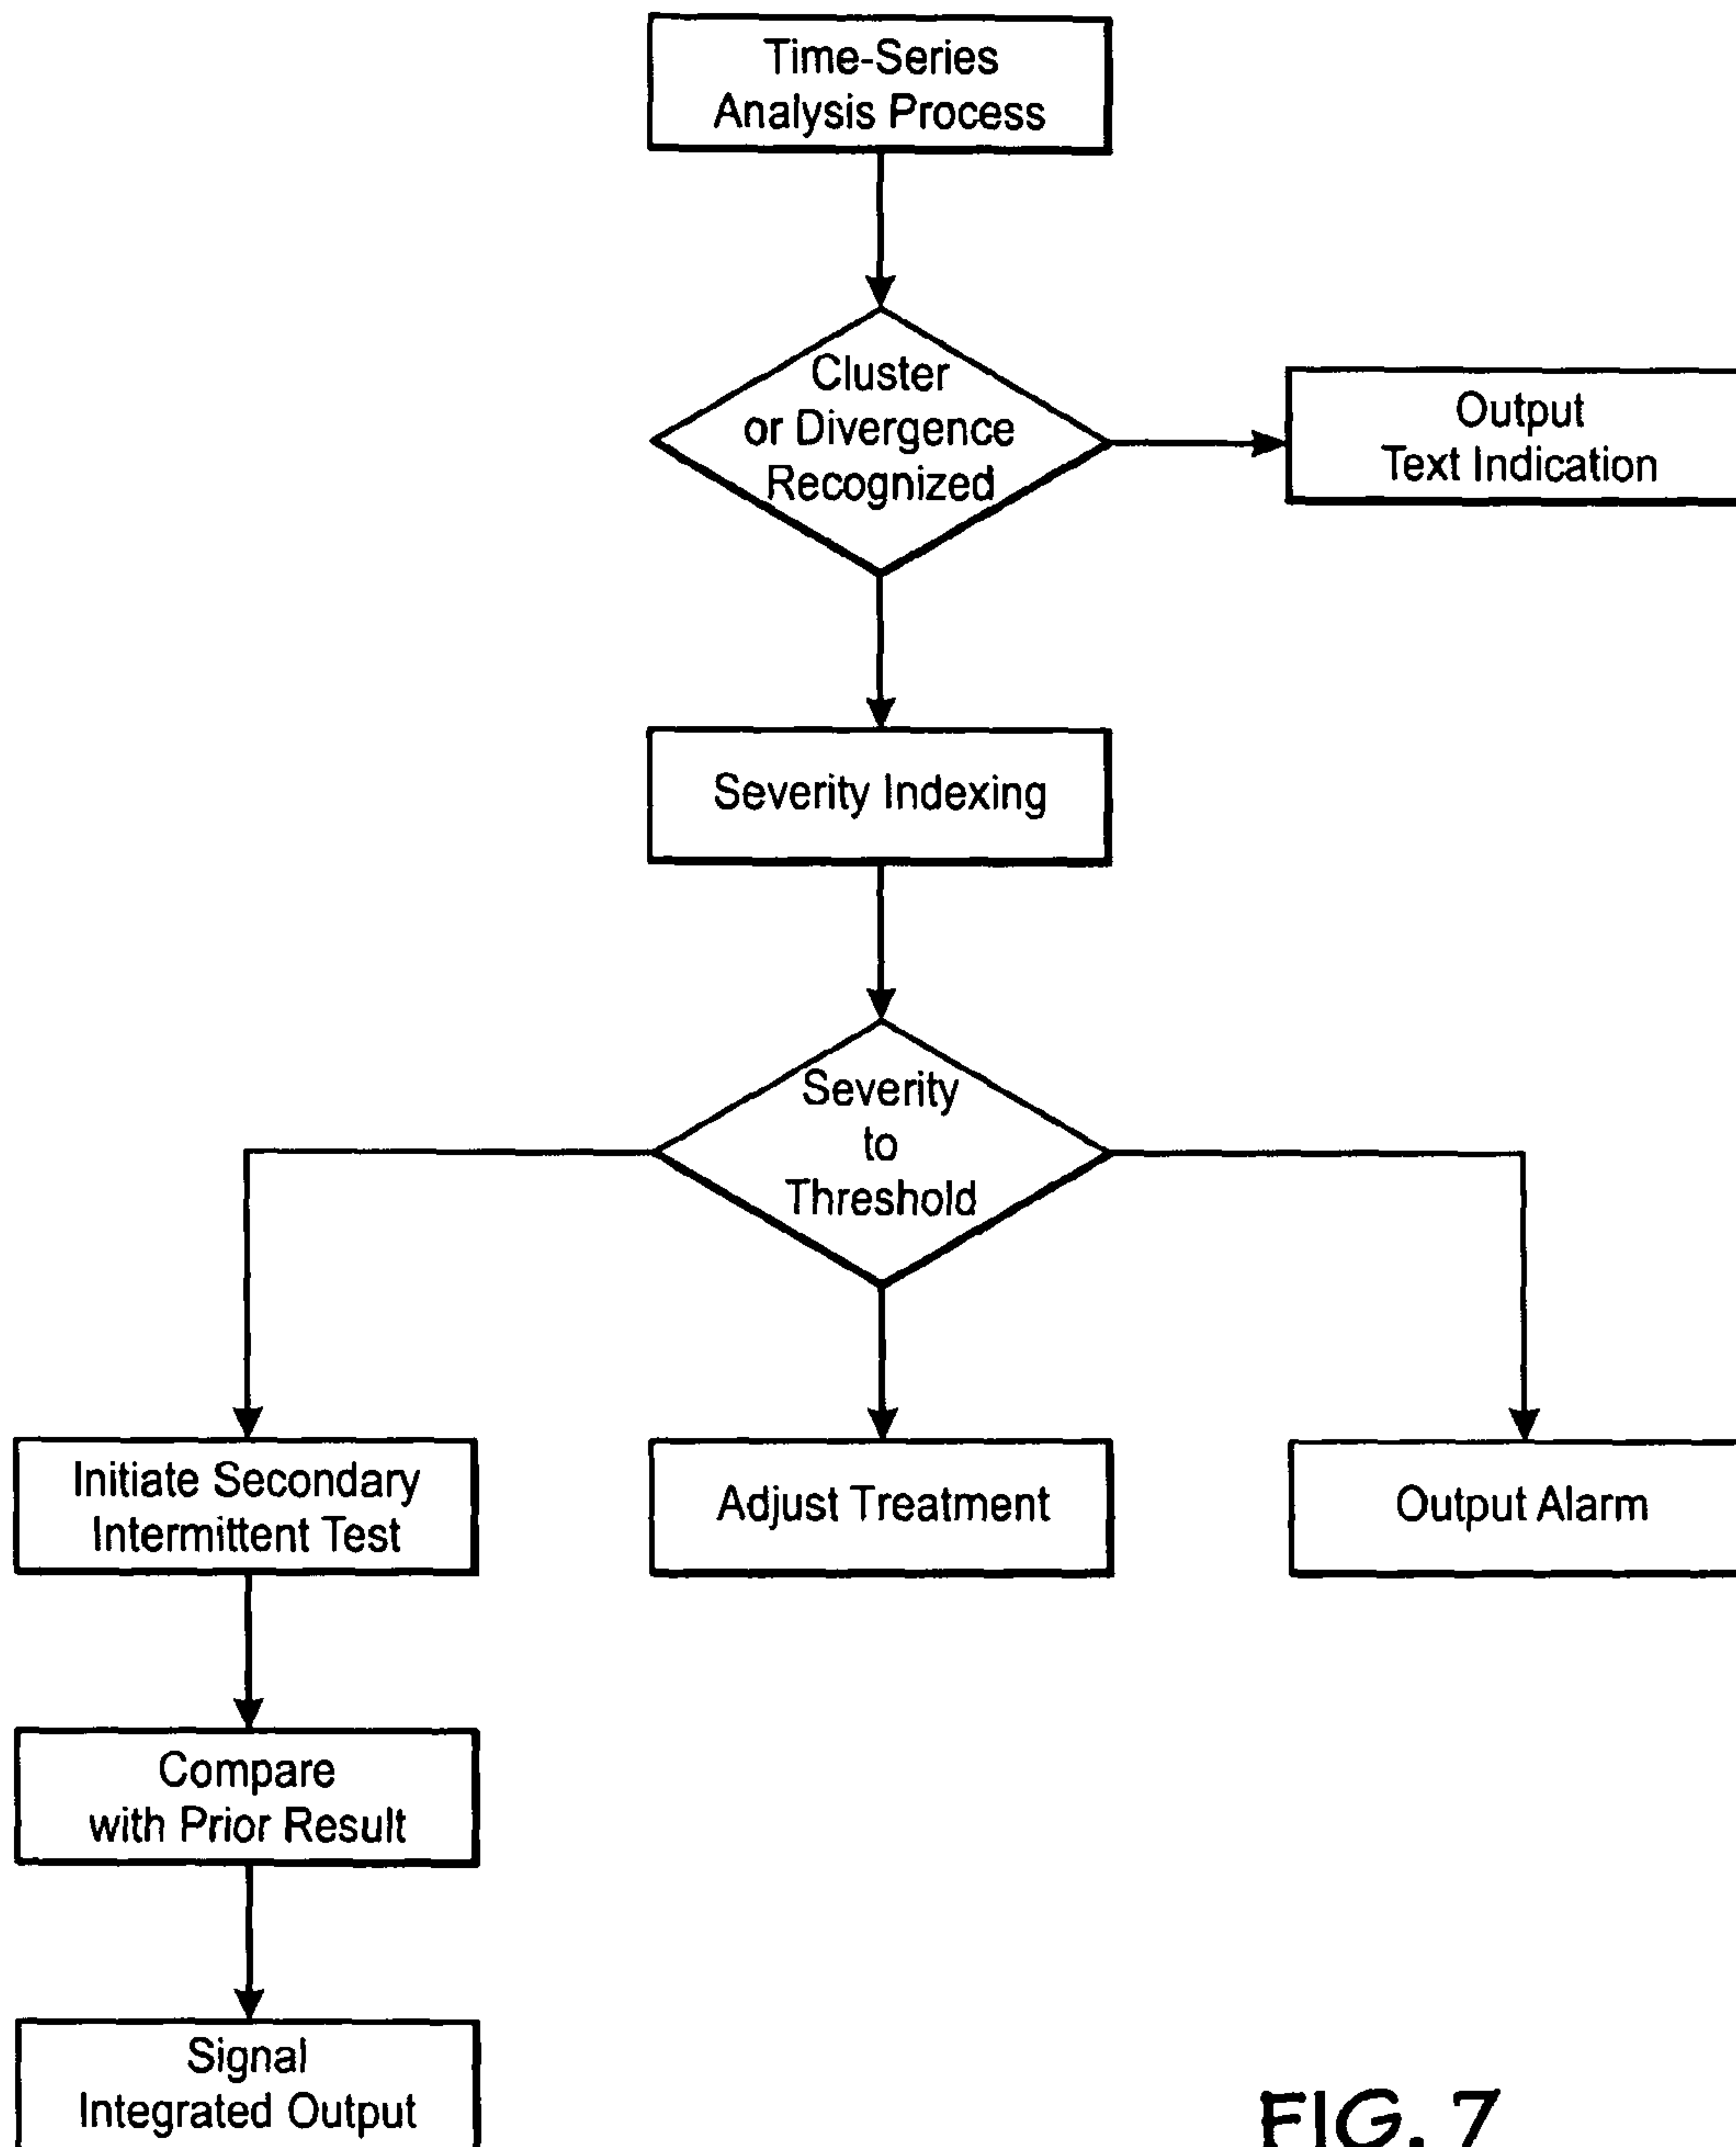 Time-Series
Analysis Process
Cluster
or Divergence
Recognized
Output
Text Indication
Severity Indexing
Severity
to
Threshold
Initiate Secondary
Intermittent Test
Adjust Treatment
Output Alarm
Compare
with Prior Result
Signal
Integrated Output
FIG. 7